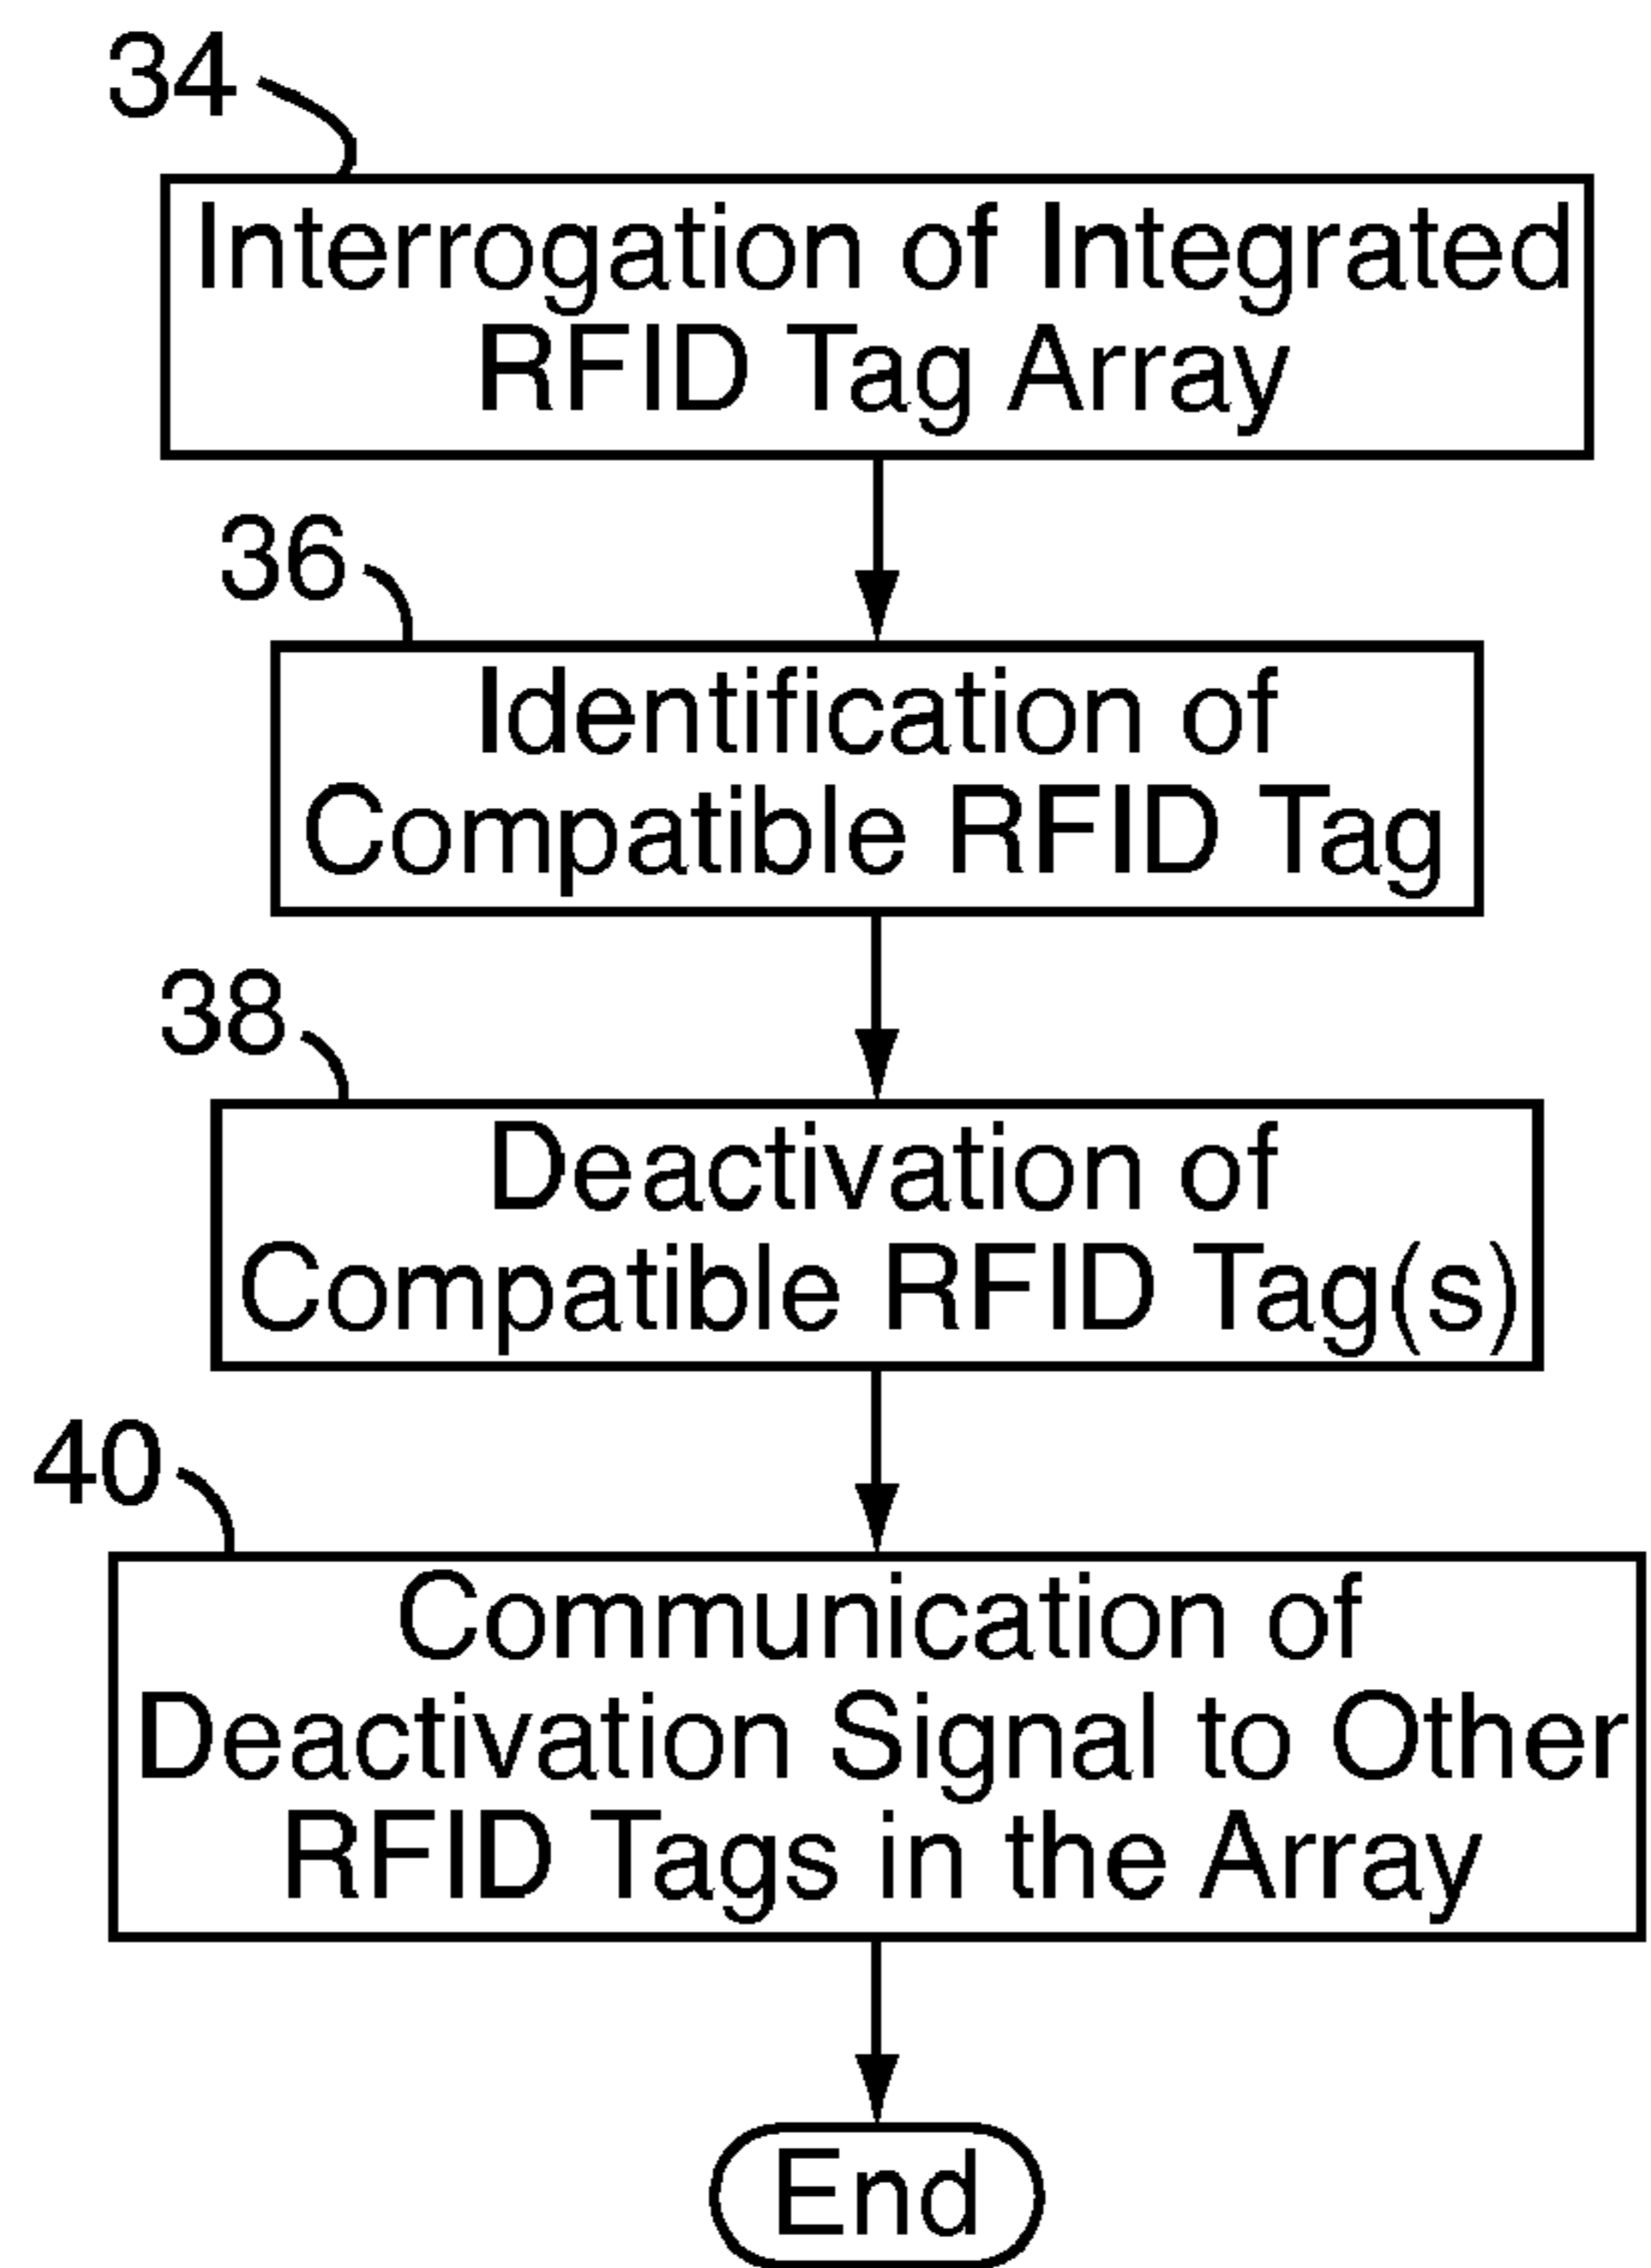 34
Interrogation of Integrated
RFID Tag Array
36
Identification of
Compatible RFID Tag
38
Deactivation of
Compatible RFID Tag(s)
40
Communication of
Deactivation Signal to Other
RFID Tags in the Array
End